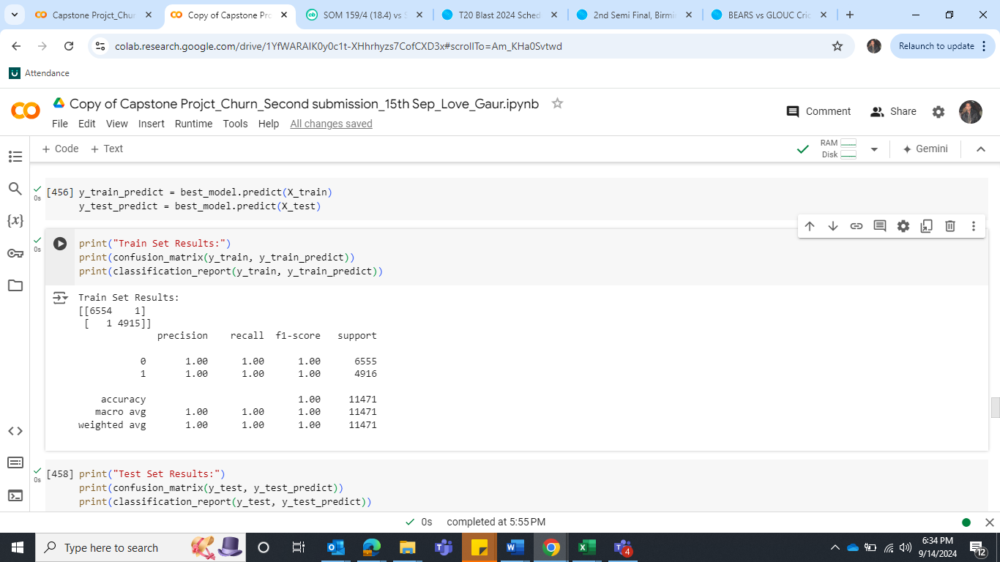 Capstone Projct_Chur
Copy of Capstone Pro
SOM 159/4 (18.4) vs S
T20 Blast 2024 Sched
2nd Semi Final, Birmi
BEARS vs GLOUC Cric
colab.research.google.com/drive/1YfWARAIK0y0c1t-XHhrhyzs7CofCXD3x#scrollTo=Am_KHa0Svtwd
Relaunch to update
Attendance
Copy of Capstone Projct_Churn_Second submission_15th Sep_Love_Gaur.ipynb
Comment
Share
File Edit View Insert Runtime Tools Help All changes saved
+ Code + Text
RAM
Disk
Gemini
0s
[456] y_train_predict = best_model.predict(X_train)
y_test_predict = best_model.predict(X_test)
0s
print("Train Set Results:")
print(confusion_matrix(y_train, y_train_predict))
print(classification_report(y_train, y_train_predict))
Train Set Results:
[[6554 1]
[ 1 4915]]
precision recall f1-score support
0 1.00 1.00 1.00 6555
1 1.00 1.00 1.00 4916
accuracy 1.00 11471
macro avg 1.00 1.00 1.00 11471
weighted avg 1.00 1.00 1.00 11471
0s
[458] print("Test Set Results:")
print(confusion_matrix(y_test, y_test_predict))
print(classification_report(y_test, y_test_predict))
0s completed at 5:55 PM
Type here to search
4
6:34 PM
9/14/2024
12